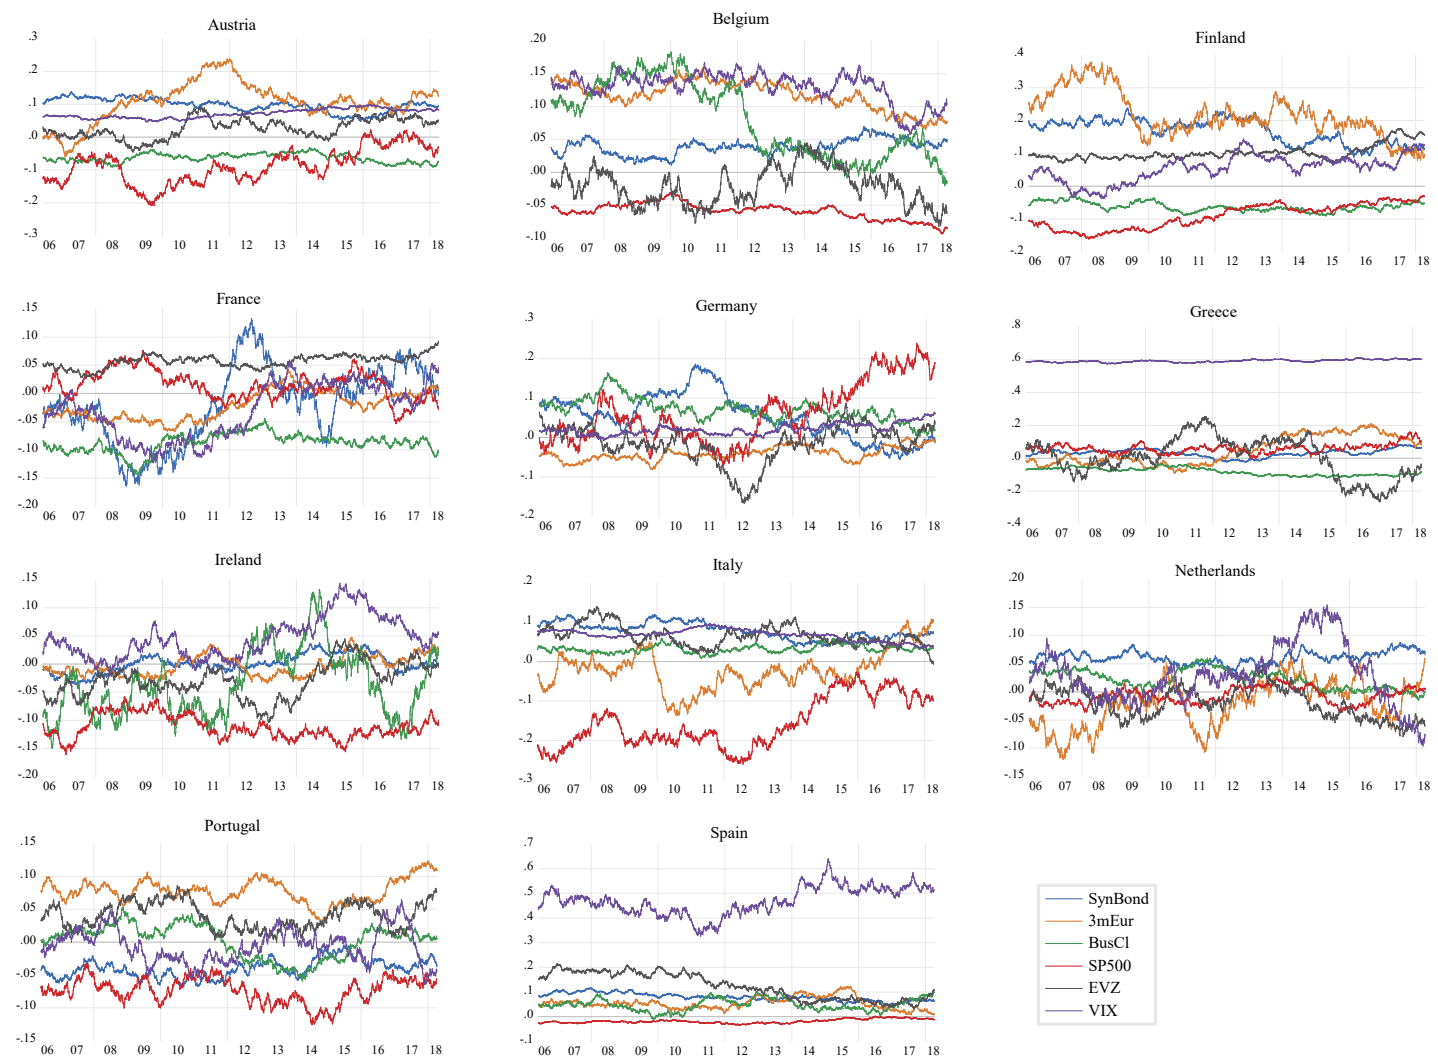 Austria
.3
.2
.1
.0
-.1
-.2
-.3
06 07 08 09 10 11 12 13 14 15 16 17 18
Belgium
.20
.15
.10
.05
.00
-.05
-.10
06 07 08 09 10 11 12 13 14 15 16 17 18
Finland
.4
.3
.2
.1
.0
-.1
-.2
06 07 08 09 10 11 12 13 14 15 16 17 18
France
.15
.10
.05
.00
-.05
-.10
-.15
-.20
06 07 08 09 10 11 12 13 14 15 16 17 18
Germany
.3
.2
.1
.0
-.1
-.2
06 07 08 09 10 11 12 13 14 15 16 17 18
Greece
.8
.6
.4
.2
.0
-.2
-.4
06 07 08 09 10 11 12 13 14 15 16 17 18
Ireland
.15
.10
.05
.00
-.05
-.10
-.15
-.20
06 07 08 09 10 11 12 13 14 15 16 17 18
Italy
.2
.1
.0
-.1
-.2
-.3
06 07 08 09 10 11 12 13 14 15 16 17 18
Netherlands
.20
.15
.10
.05
.00
-.05
-.10
-.15
06 07 08 09 10 11 12 13 14 15 16 17 18
Portugal
.15
.10
.05
.00
-.05
-.10
-.15
06 07 08 09 10 11 12 13 14 15 16 17 18
Spain
.7
.6
.5
.4
.3
.2
.1
.0
-.1
06 07 08 09 10 11 12 13 14 15 16 17 18
SynBond
3mEur
BusCl
SP500
EVZ
VIX